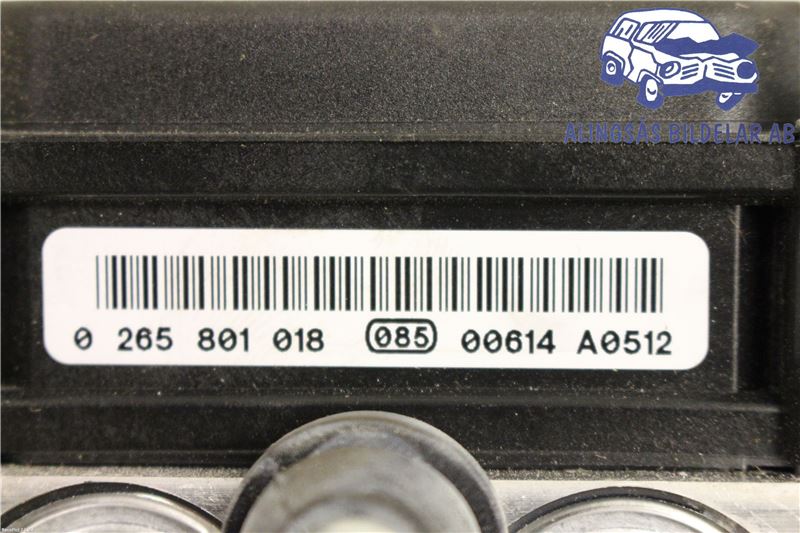 ALINGSÅS BILDELAR AB
0 265 801 018 085 00614 A0512